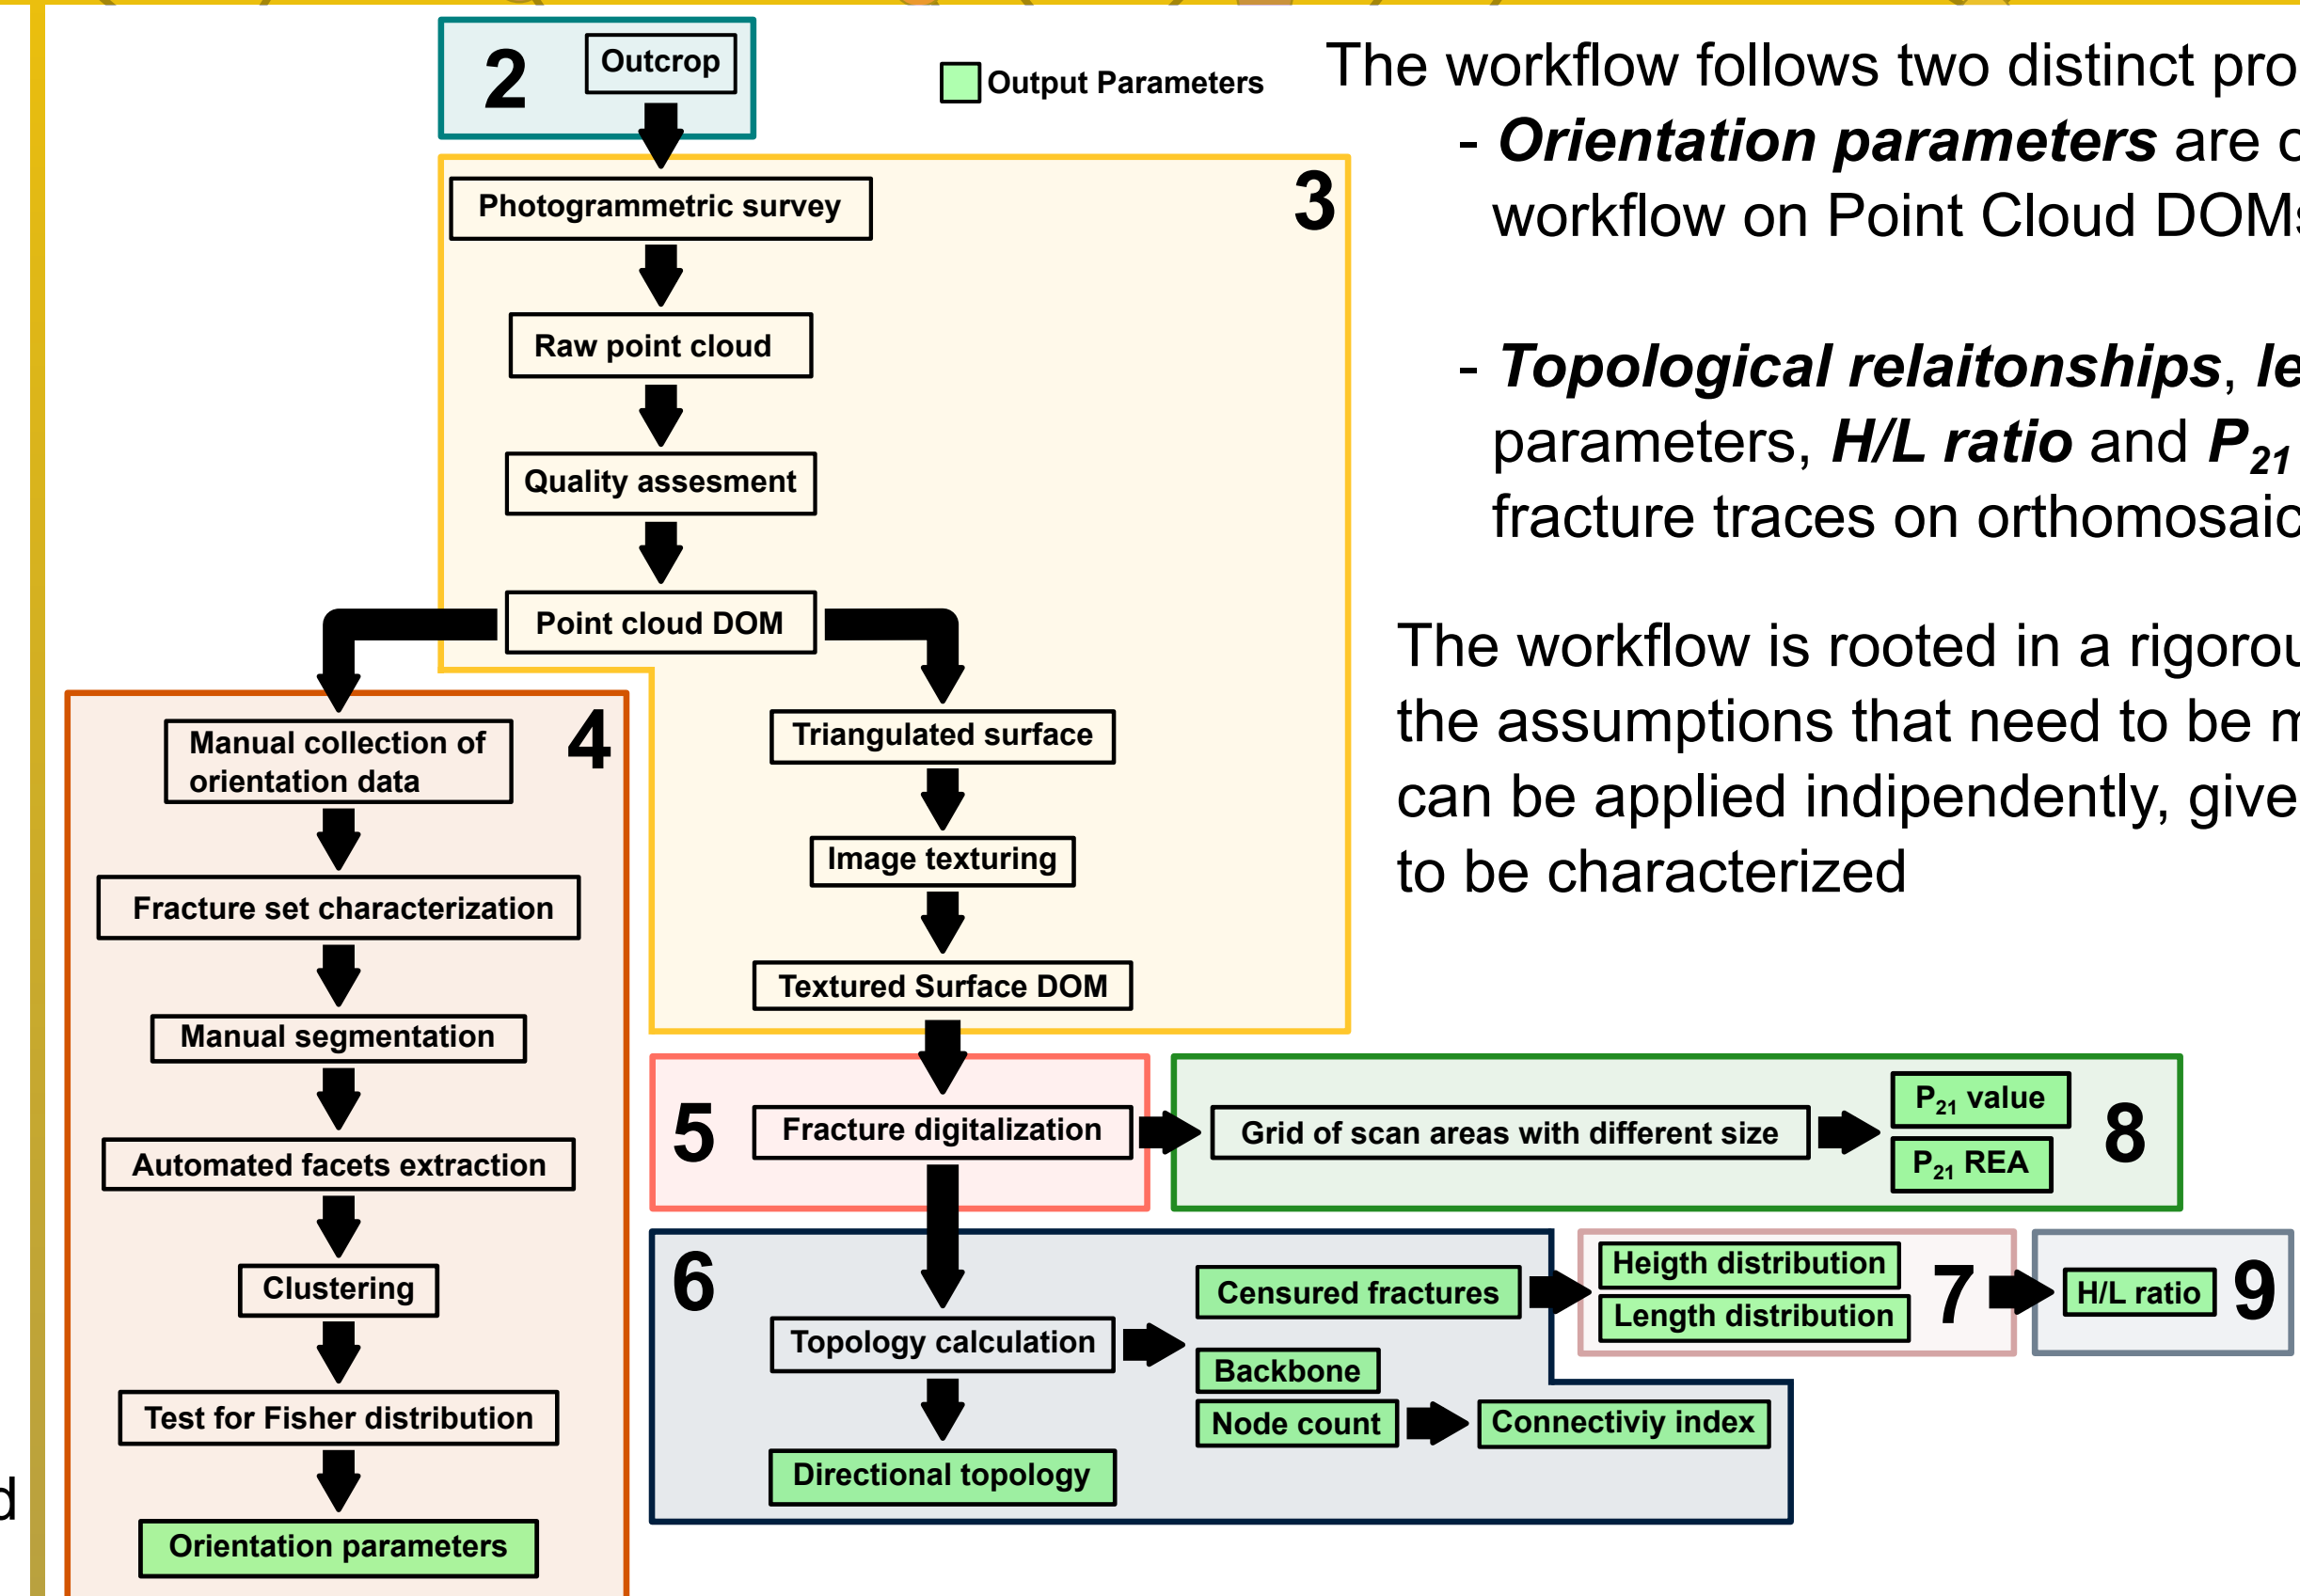 2
Outcrop
Output Parameters
3
Photogrammetric survey
Raw point cloud
Quality assesment
Point cloud DOM
Triangulated surface
Image texturing
Textured Surface DOM
4
Manual collection of
orientation data
Fracture set characterization
Manual segmentation
Automated facets extraction
Clustering
Test for Fisher distribution
Orientation parameters
5
Fracture digitalization
Grid of scan areas with different size
P21 value
P21 REA
8
6
Topology calculation
Directional topology
Censured fractures
Backbone
Node count
Connectiviy index
Heigth distribution
Length distribution
7
H/L ratio
9
The workflow follows two distinct pro
- Orientation parameters are
workflow on Point Cloud DOMs
- Topological relaitonships, le
parameters, H/L ratio and P21
fracture traces on orthomosaic
The workflow is rooted in a rigorou
the assumptions that need to be m
can be applied indipendently, give
to be characterized
d